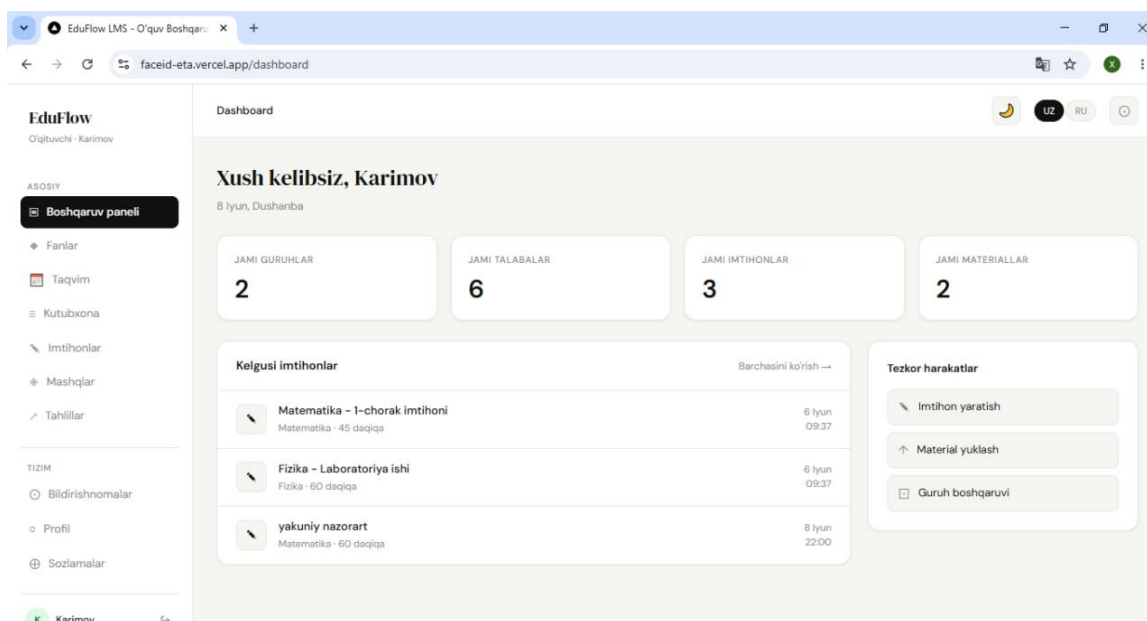 EduFlow LMS - O'quv Boshqaru
faceid-eta.vercel.app/dashboard
X
EduFlow
O'qituvchi · Karimov
ASOSIY
Boshqaruv paneli
Fanlar
Taqvim
Kutubxona
Imtihonlar
Mashqlar
Tahlillar
TIZIM
Bildirishnomalar
Profil
Sozlamalar
K Karimov
Dashboard
UZ RU
Xush kelibsiz, Karimov
8 Iyun, Dushanba
JAMI GURUHLAR
2
JAMI TALABALAR
6
JAMI IMTIHONLAR
3
JAMI MATERIALLAR
2
Kelgusi imtihonlar
Barchasini ko'rish →
Matematika - 1-chorak imtihoni
Matematika · 45 daqiqa
6 Iyun
09:37
Fizika - Laboratoriya ishi
Fizika · 60 daqiqa
6 Iyun
09:37
yakuniy nazorart
Matematika · 60 daqiqa
8 Iyun
22:00
Tezkor harakatlar
Imtihon yaratish
Material yuklash
Guruh boshqaruvi